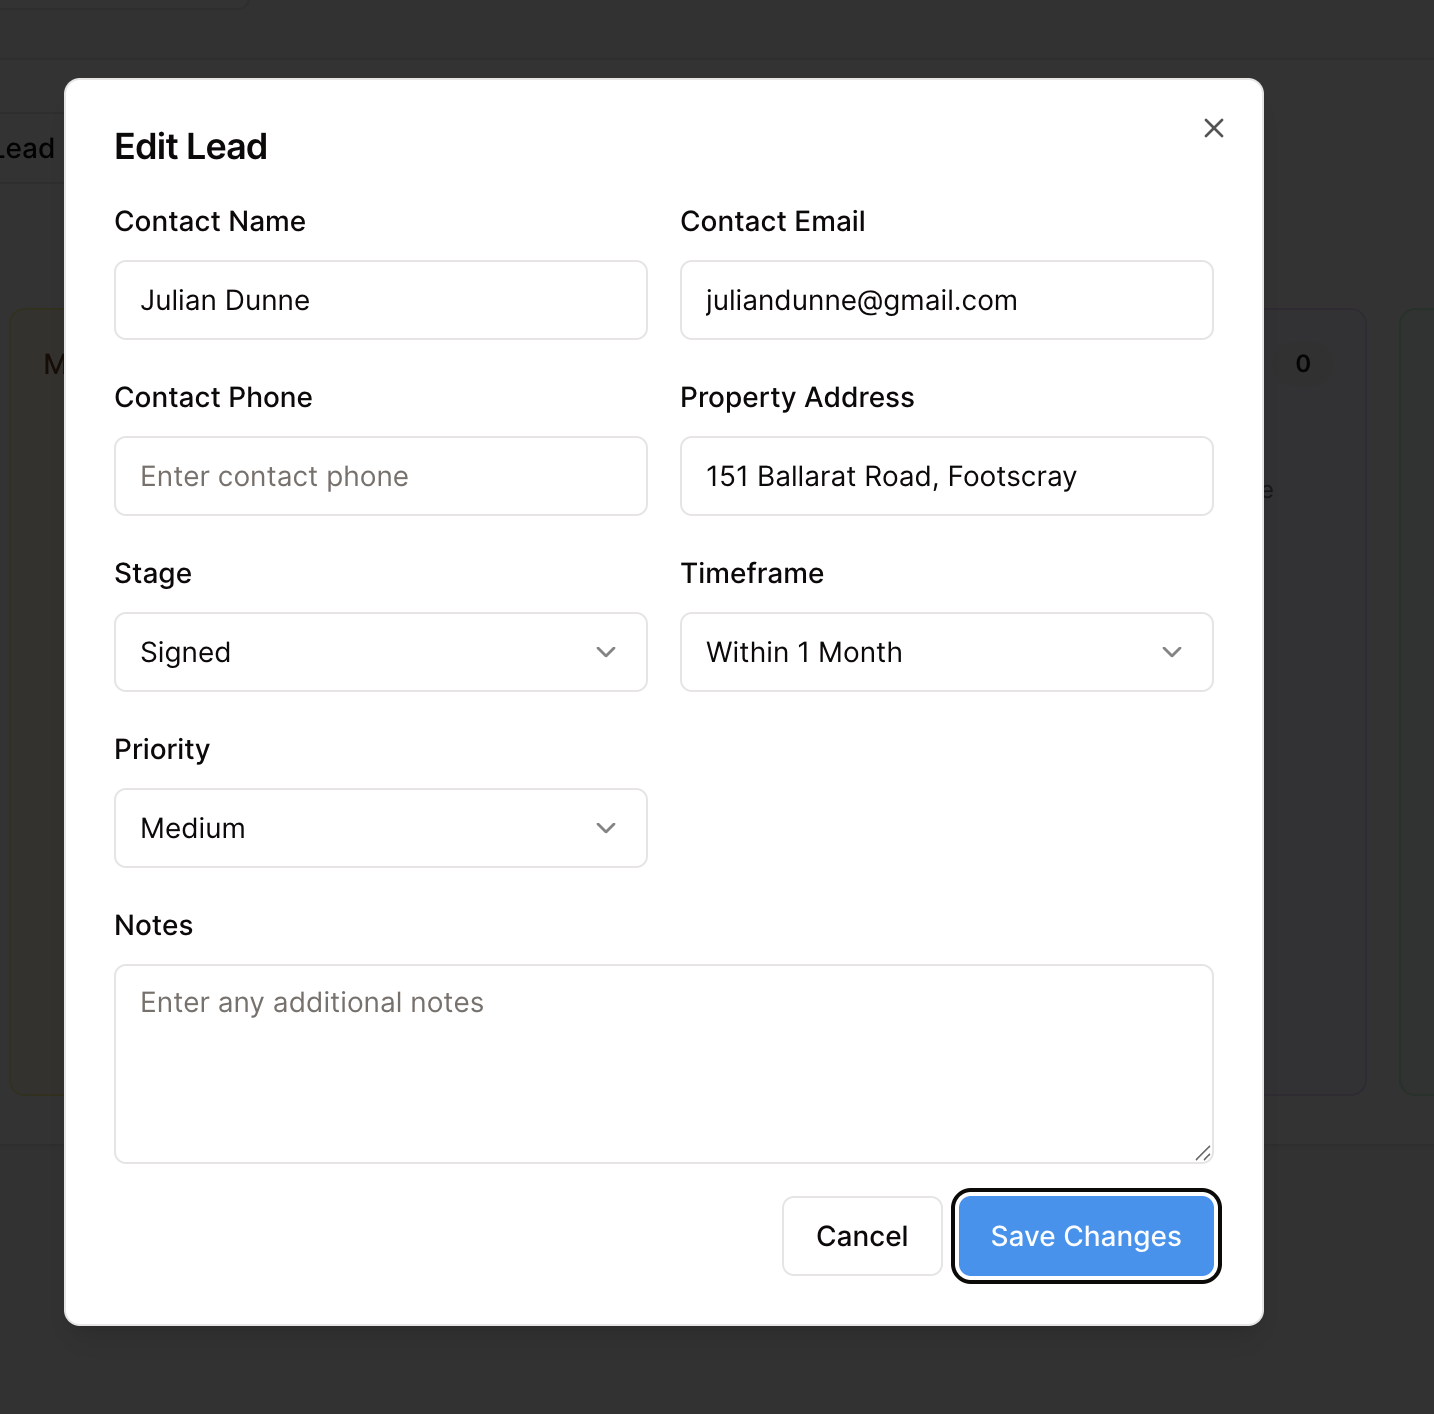 Lead
Edit Lead
Contact Name
Contact Email
Julian Dunne
juliandunne@gmail.com
M
0
Contact Phone
Property Address
Enter contact phone
151 Ballarat Road, Footscray
e
Stage
Timeframe
Signed
Within 1 Month
Priority
Medium
Notes
Enter any additional notes
Cancel
Save Changes